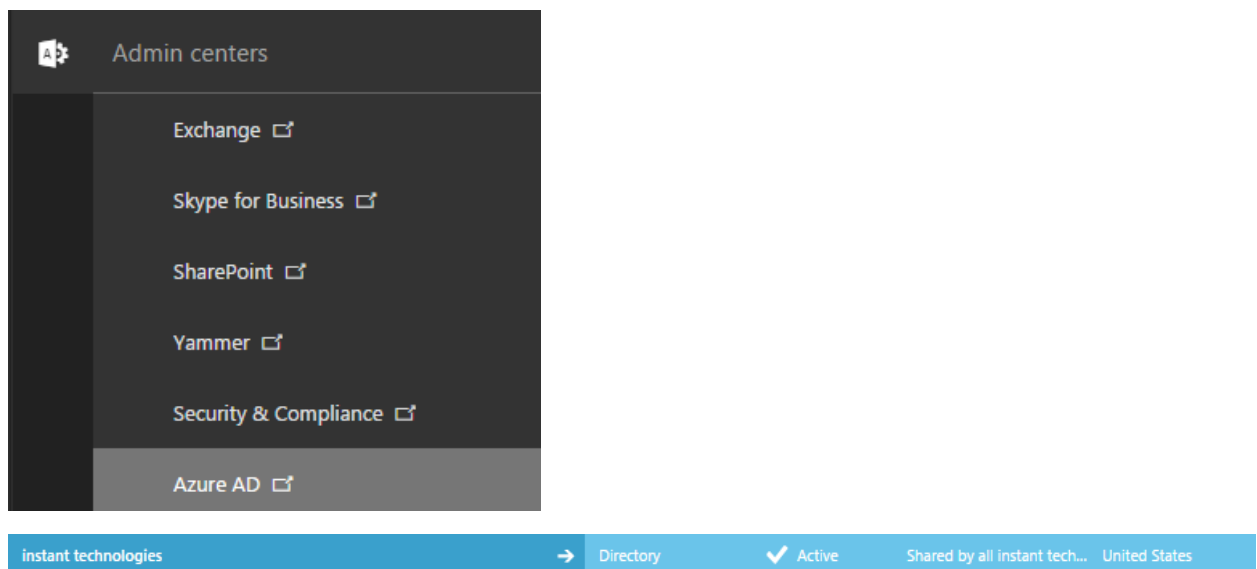 Admin centers
Exchange
Skype for Business
SharePoint
Yammer
Security & Compliance
Azure AD
instant technologies Directory Active Shared by all instant tech... United States